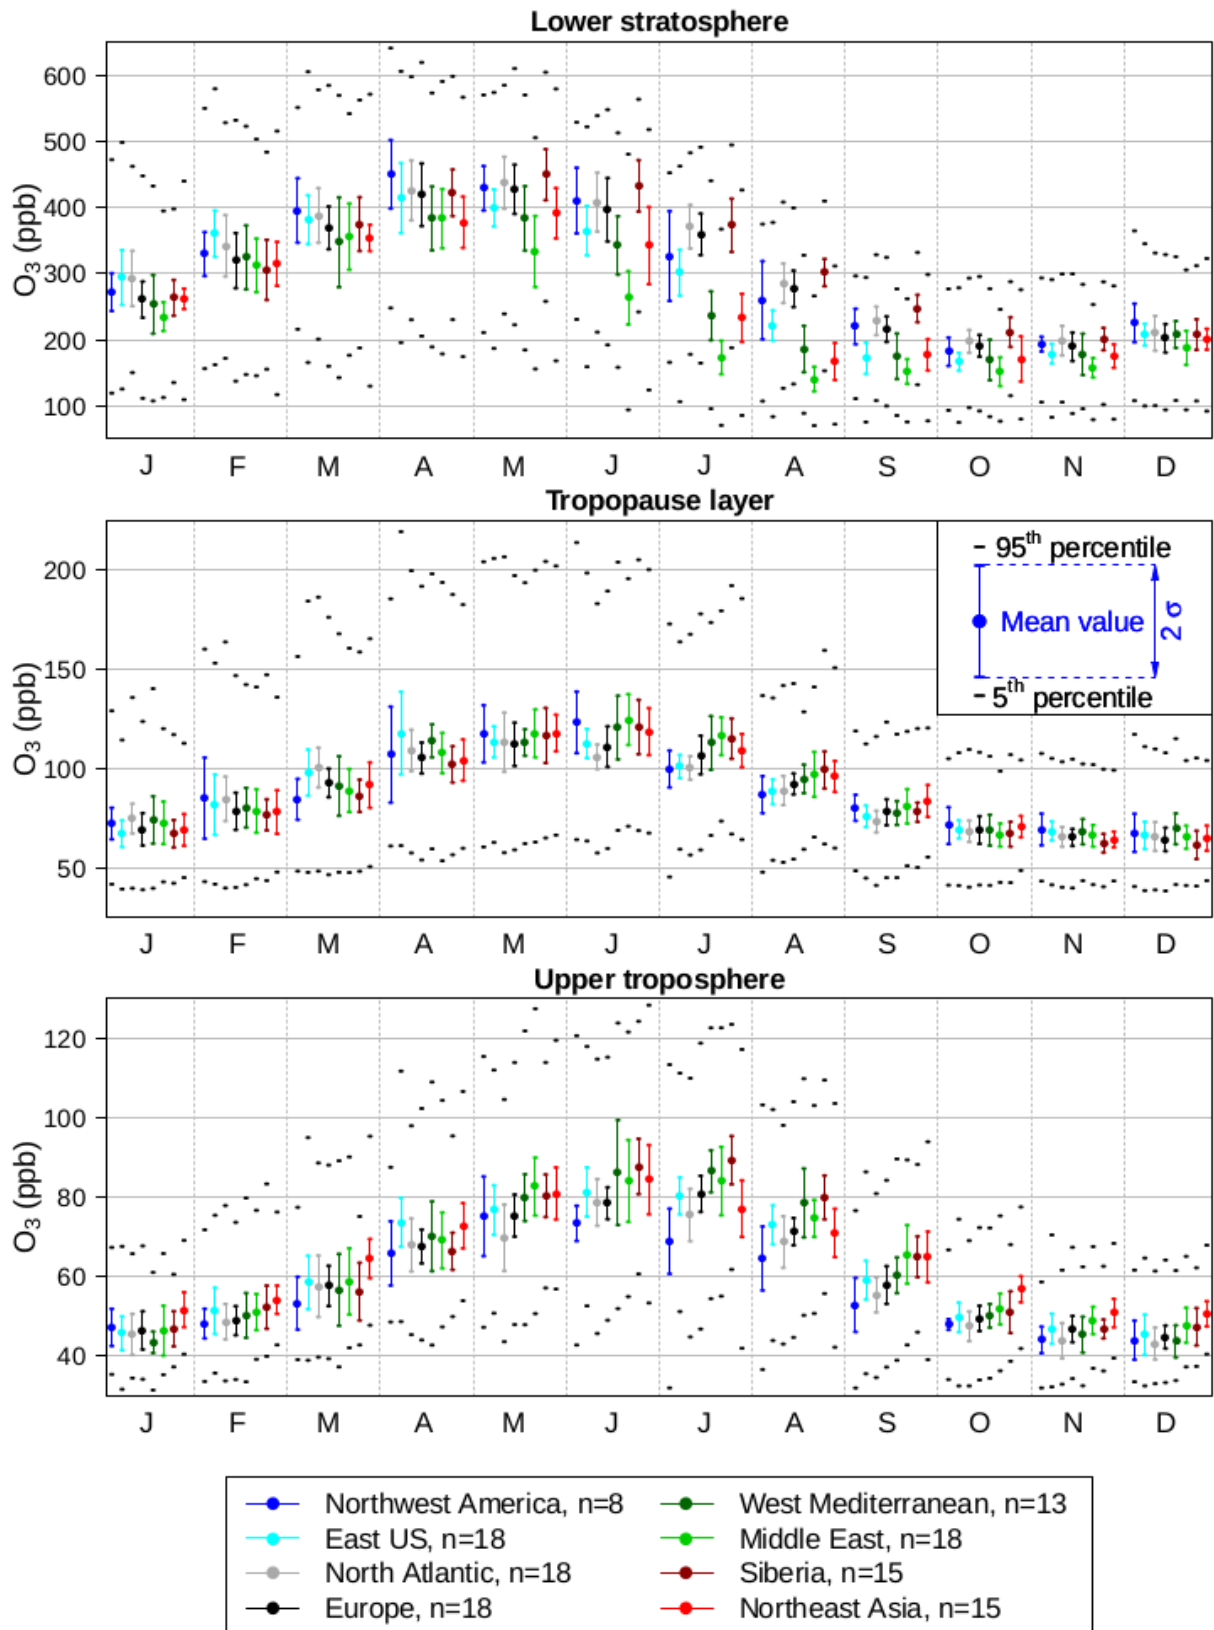 Lower stratosphere
O3 (ppb)
600
500
400
300
200
100
J F M A M J J A S O N D
Tropopause layer
O3 (ppb)
200
150
100
50
95th percentile
Mean value
2 σ
5th percentile
J F M A M J J A S O N D
Upper troposphere
O3 (ppb)
120
100
80
60
40
J F M A M J J A S O N D
Northwest America, n=8
East US, n=18
North Atlantic, n=18
Europe, n=18
West Mediterranean, n=13
Middle East, n=18
Siberia, n=15
Northeast Asia, n=15